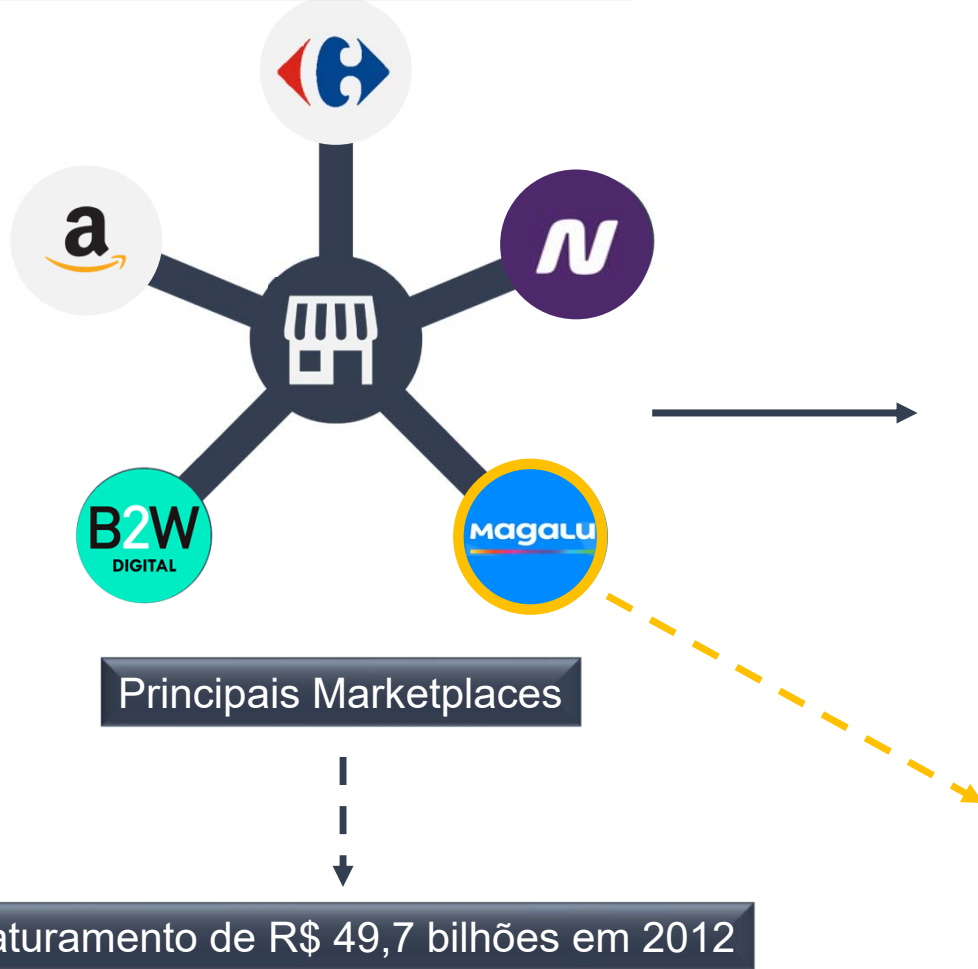 a
N
B2W
DIGITAL
Magalu
Principais Marketplaces
aturamento de R$ 49,7 bilhões em 2012